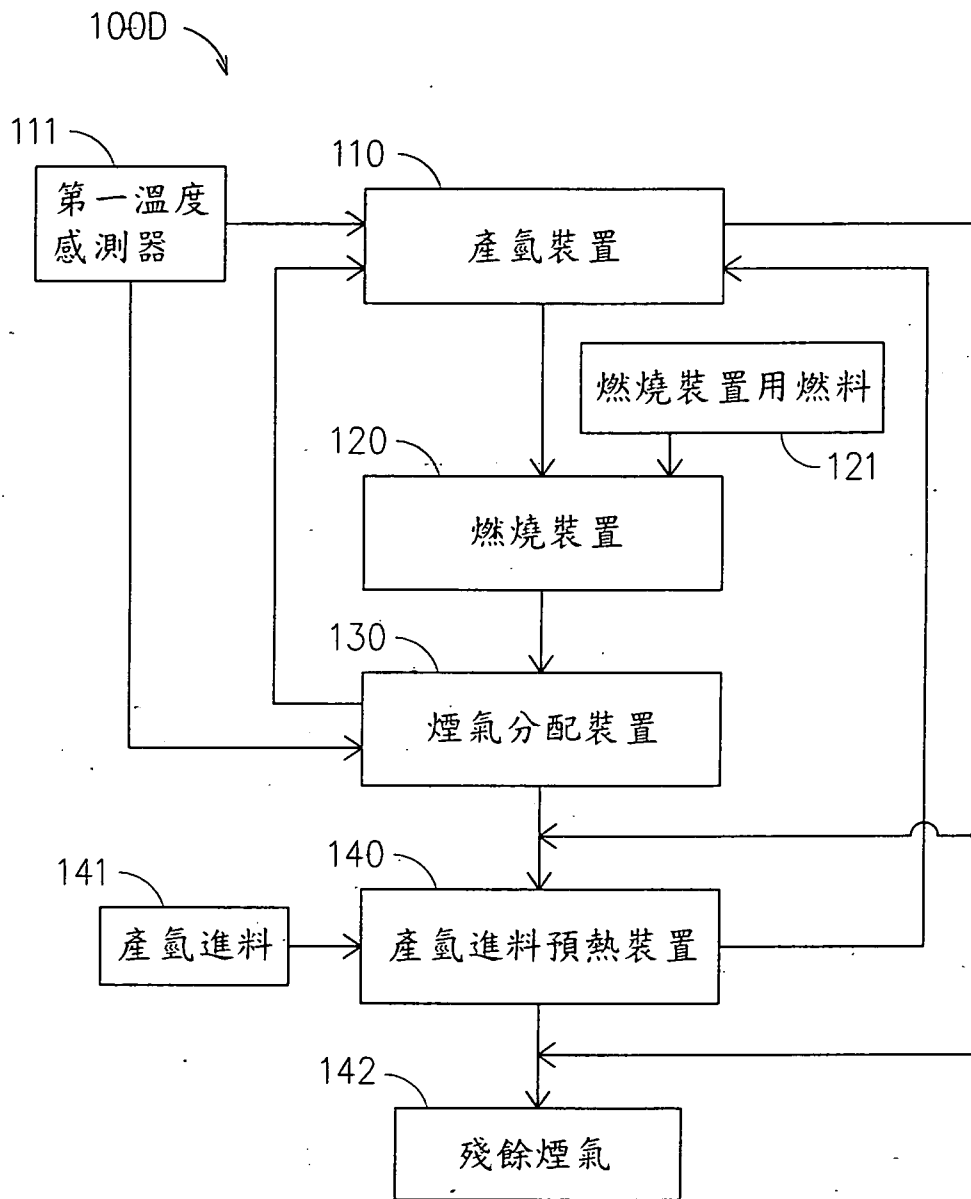 100D
111
第一溫度
感測器
110
產氫裝置
燃燒裝置用燃料
121
120
燃燒裝置
130
煙氣分配裝置
141
產氫進料
140
產氫進料預熱裝置
142
殘餘煙氣